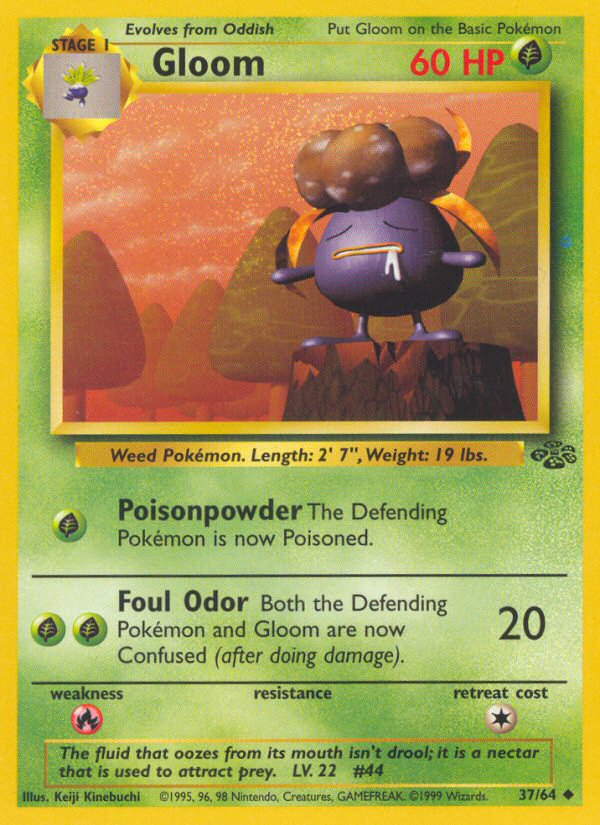 Evolves from Oddish Put Gloom on the Basic Pokémon
STAGE 1
Gloom 60 HP
Weed Pokémon. Length: 2' 7", Weight: 19 lbs.
Poisonpowder The Defending
Pokémon is now Poisoned.
Foul Odor Both the Defending
Pokémon and Gloom are now
Confused (after doing damage).
20
weakness resistance retreat cost
The fluid that oozes from its mouth isn't drool; it is a nectar
that is used to attract prey. LV. 22 #44
Illus. Keiji Kinebuchi ©1995, 96, 98 Nintendo, Creatures, GAMEFREAK. ©1999 Wizards. 37/64